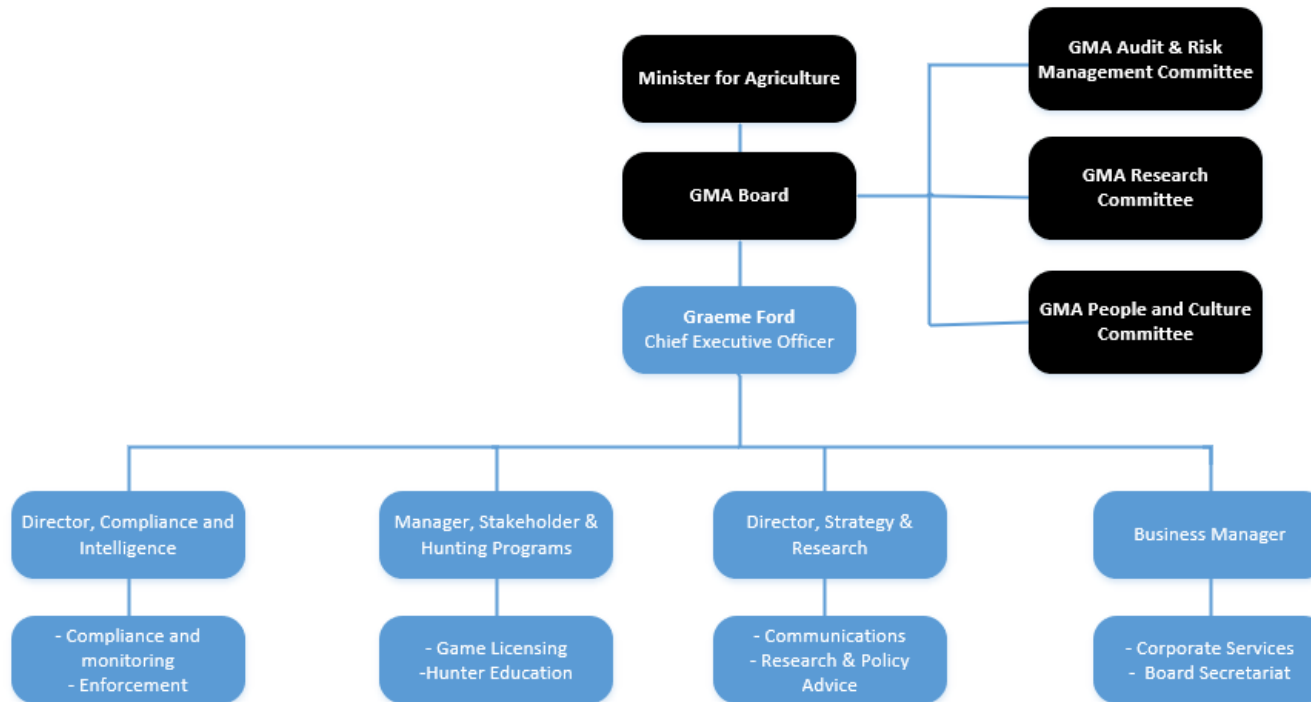 Minister for Agriculture
GMA Board
GMA Audit & Risk
Management Committee
GMA Research
Committee
GMA People and Culture
Committee
Graeme Ford
Chief Executive Officer
Director, Compliance and
Intelligence
Manager, Stakeholder &
Hunting Programs
Director, Strategy &
Research
Business Manager
- Compliance and
monitoring
- Enforcement
- Game Licensing
-Hunter Education
- Communications
- Research & Policy
Advice
- Corporate Services
- Board Secretariat